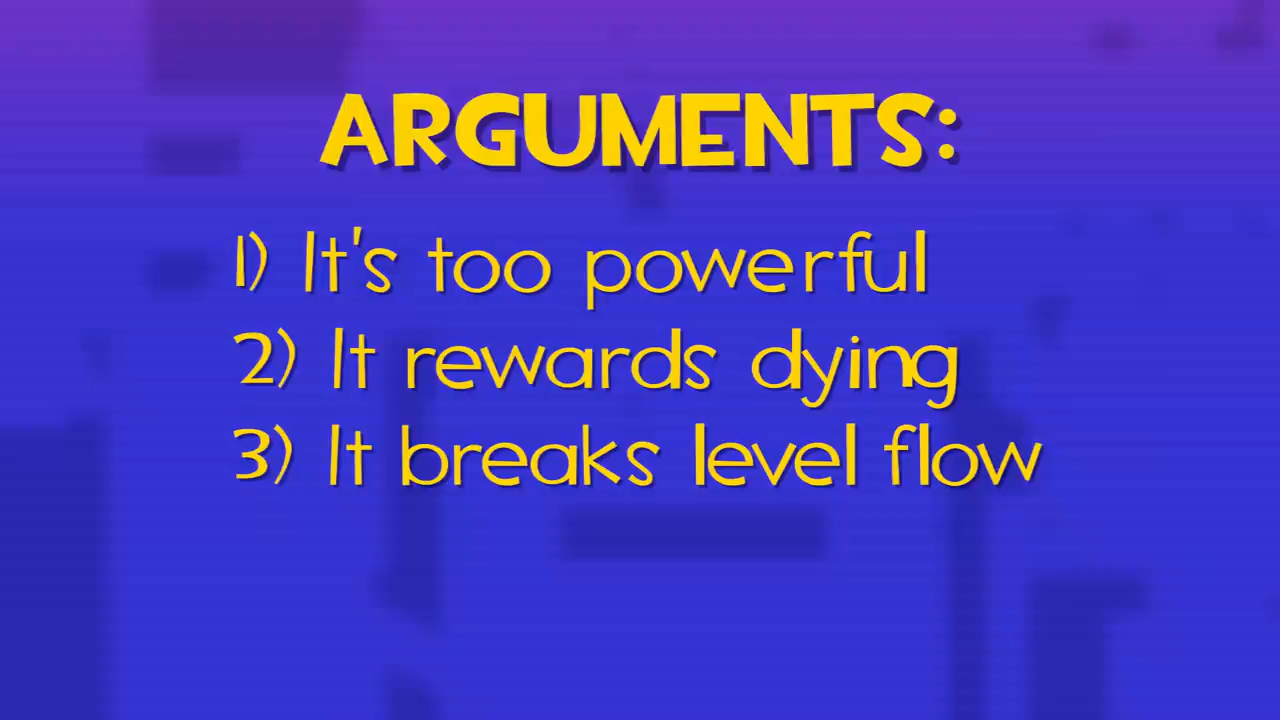 ARGUMENTS:
1) It's too powerful
2) It rewards dying
3) It breaks level flow